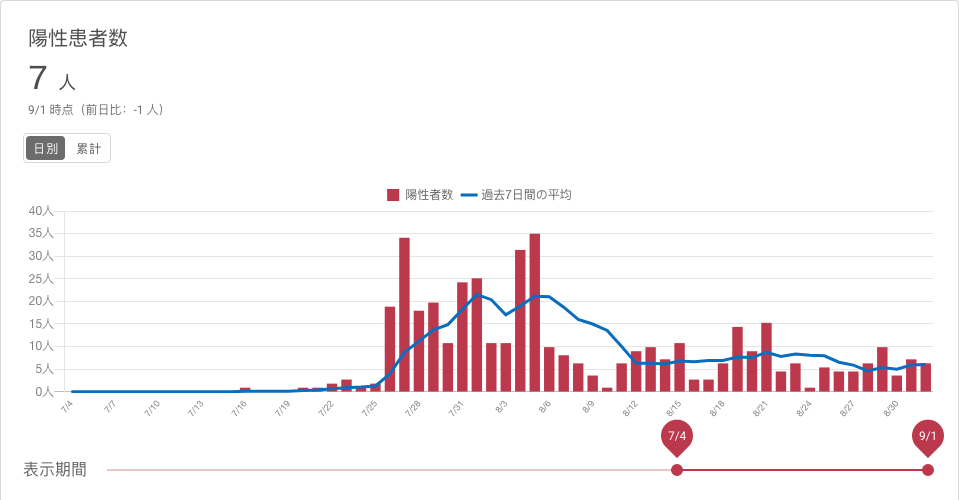 陽性患者数
7 人
9/1 時点（前日比：-1 人）
日別 累計
陽性者数 過去7日間の平均
40人
35人
30人
25人
20人
15人
10人
5人
0人
7/4 7/7 7/10 7/13 7/16 7/19 7/22 7/25 7/28 7/31 8/3 8/6 8/9 8/12 8/15 8/18 8/21 8/24 8/27 8/30
7/4 9/1
表示期間